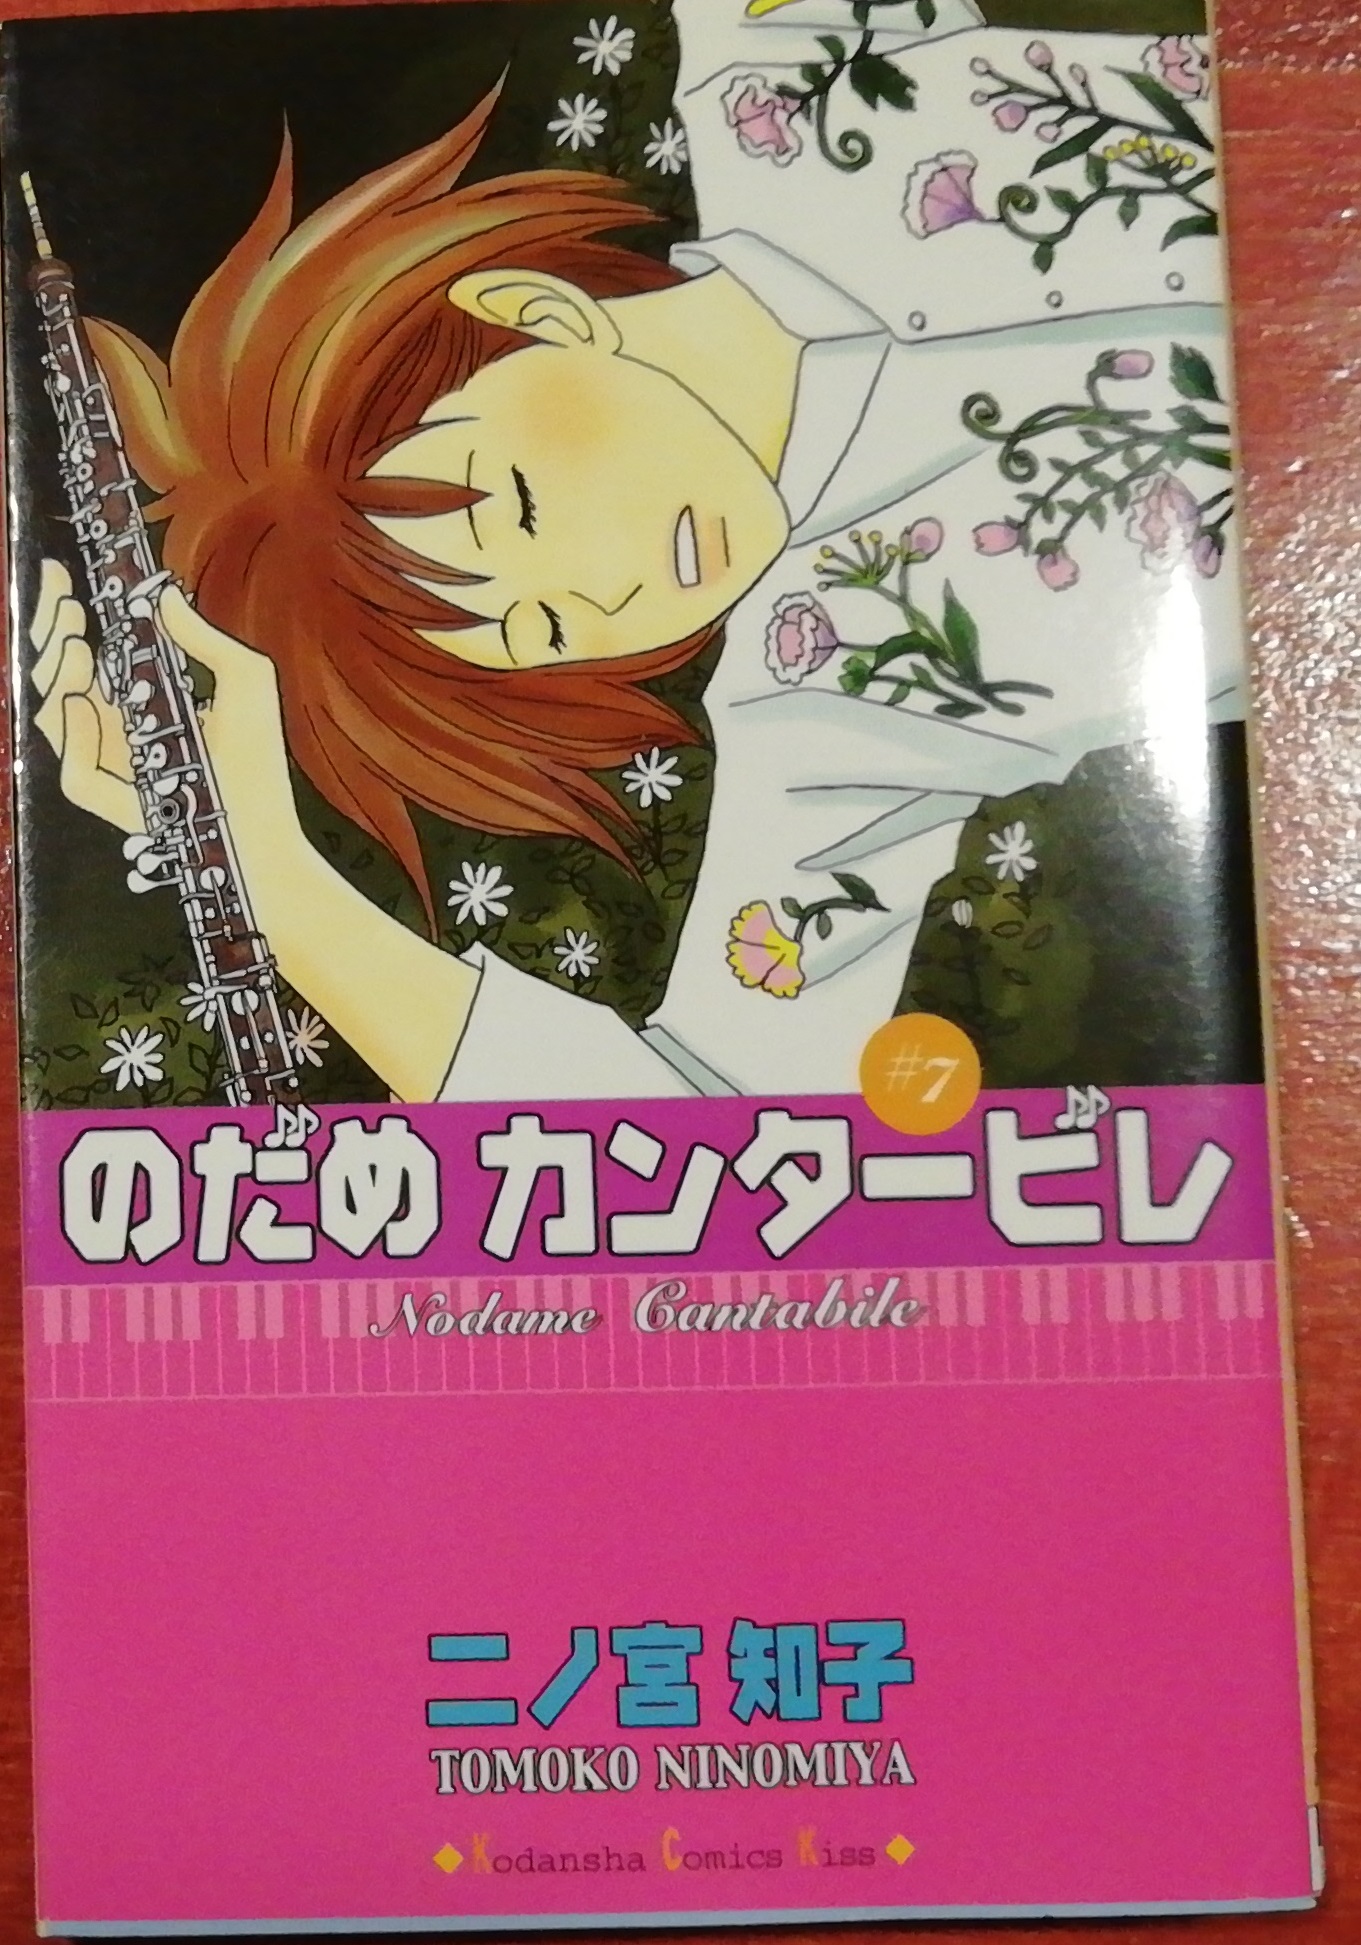 #7
のだめ カンタービレ
Nodame Cantabile
二ノ宮 知子
TOMOKO NINOMIYA
Kodansha Comics Kiss